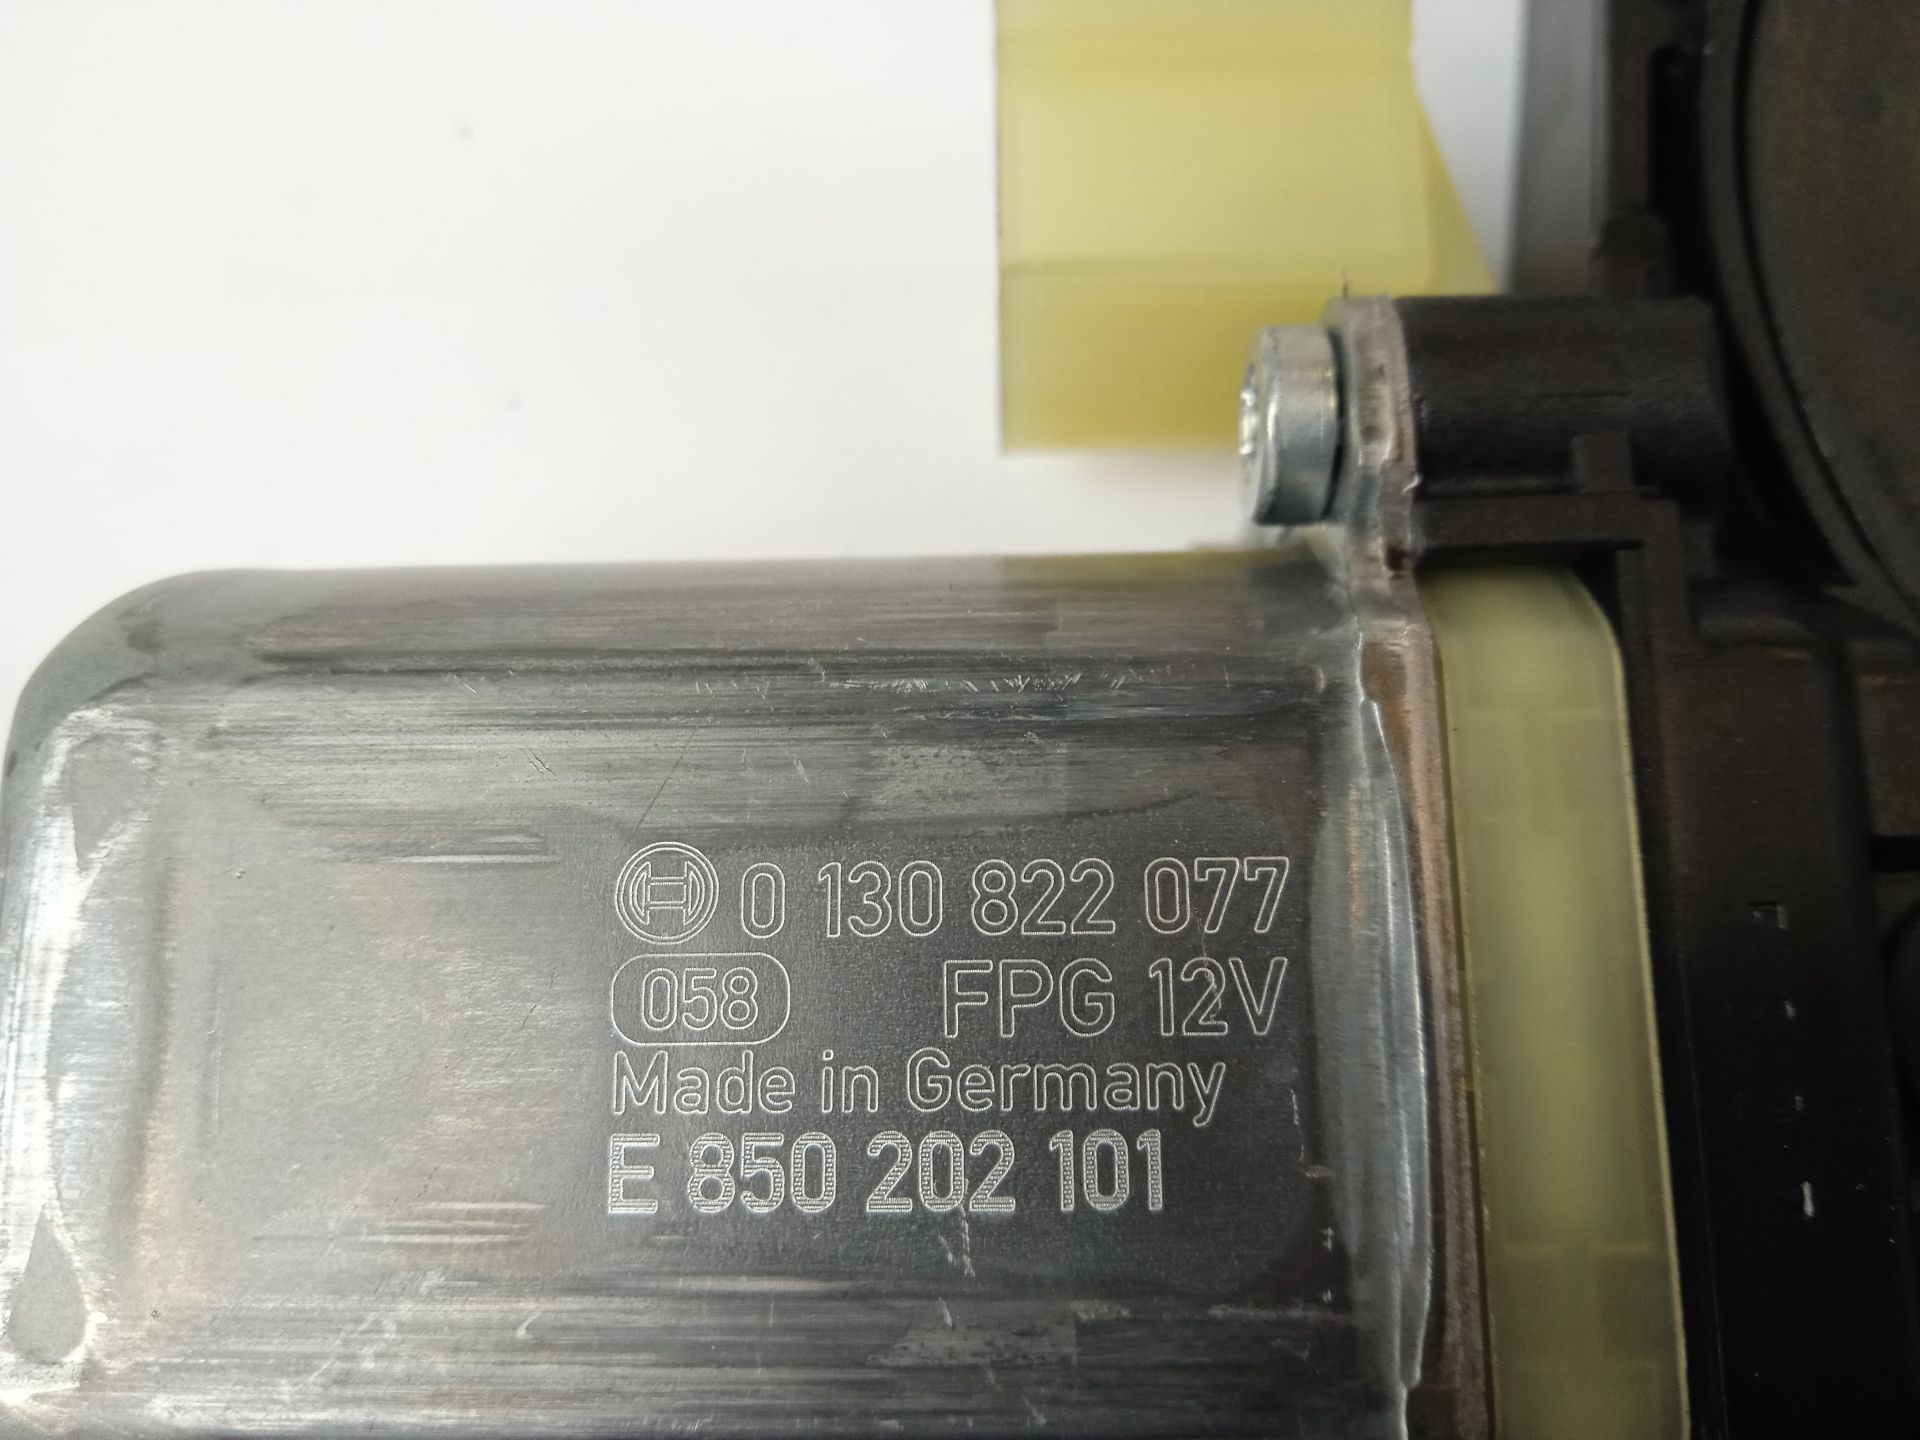 0 130 822 077
058 FPG 12V
Made in Germany
E 850 202 101